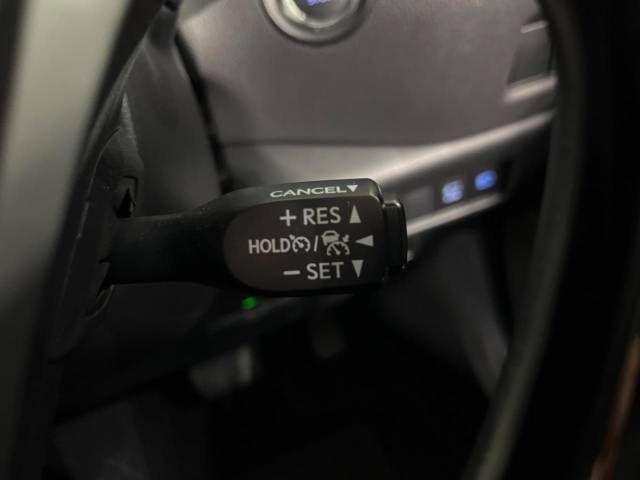 CANCEL▼
+ RES ▲
HOLD / ◀
− SET ▼